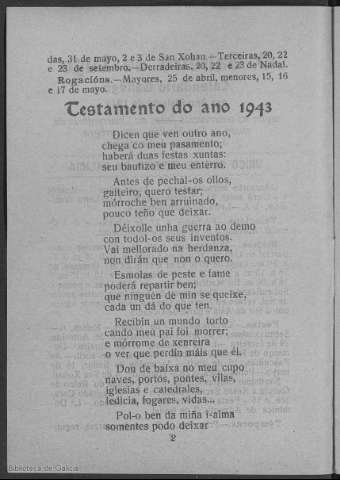 das, 31 de mayo, 2 e 3 de San Xohan.—Terceiras, 20, 22
e 23 de setembro.—Derradeiras, 20, 22 e 23 de Nadal.
Rogacións.—Mayores, 25 de abril, menores, 15, 16
e 17 de mayo.
Testamento do ano 1943
Dicen que ven outro ano,
chega co meu pasamento;
haberá duas festas xuntas:
seu bautizo e meu enterro.
Antes de pechal-os ollos,
gaiteiro, quero testar;
mórroche ben arruinado,
pouco teño que deixar.
Déixolle unha guerra ao demo
con todol-os seus inventos.
Vai mellorado na herdanza,
non dirán que non o quero.
Esmolas de peste e fame
poderá repartir ben;
que ninguén de min se queixe,
cada un dá do que ten.
Recibín un mundo torto
cando meu pai foi morrer;
e mórrome de xenreira
o ver que perdín máis que él.
Dou de baixa no meu cupo
naves, portos, pontes, vilas,
iglesias e catedrales,
ledicia, fogares, vidas...
Pol-o ben da miña i-alma
somentes podo deixar
2
Biblioteca de Galicia